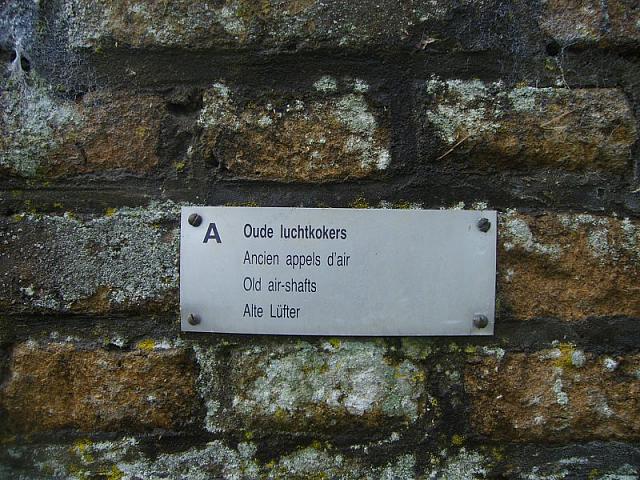 A Oude luchtkokers
Ancien appels d'air
Old air-shafts
Alte Lüfter